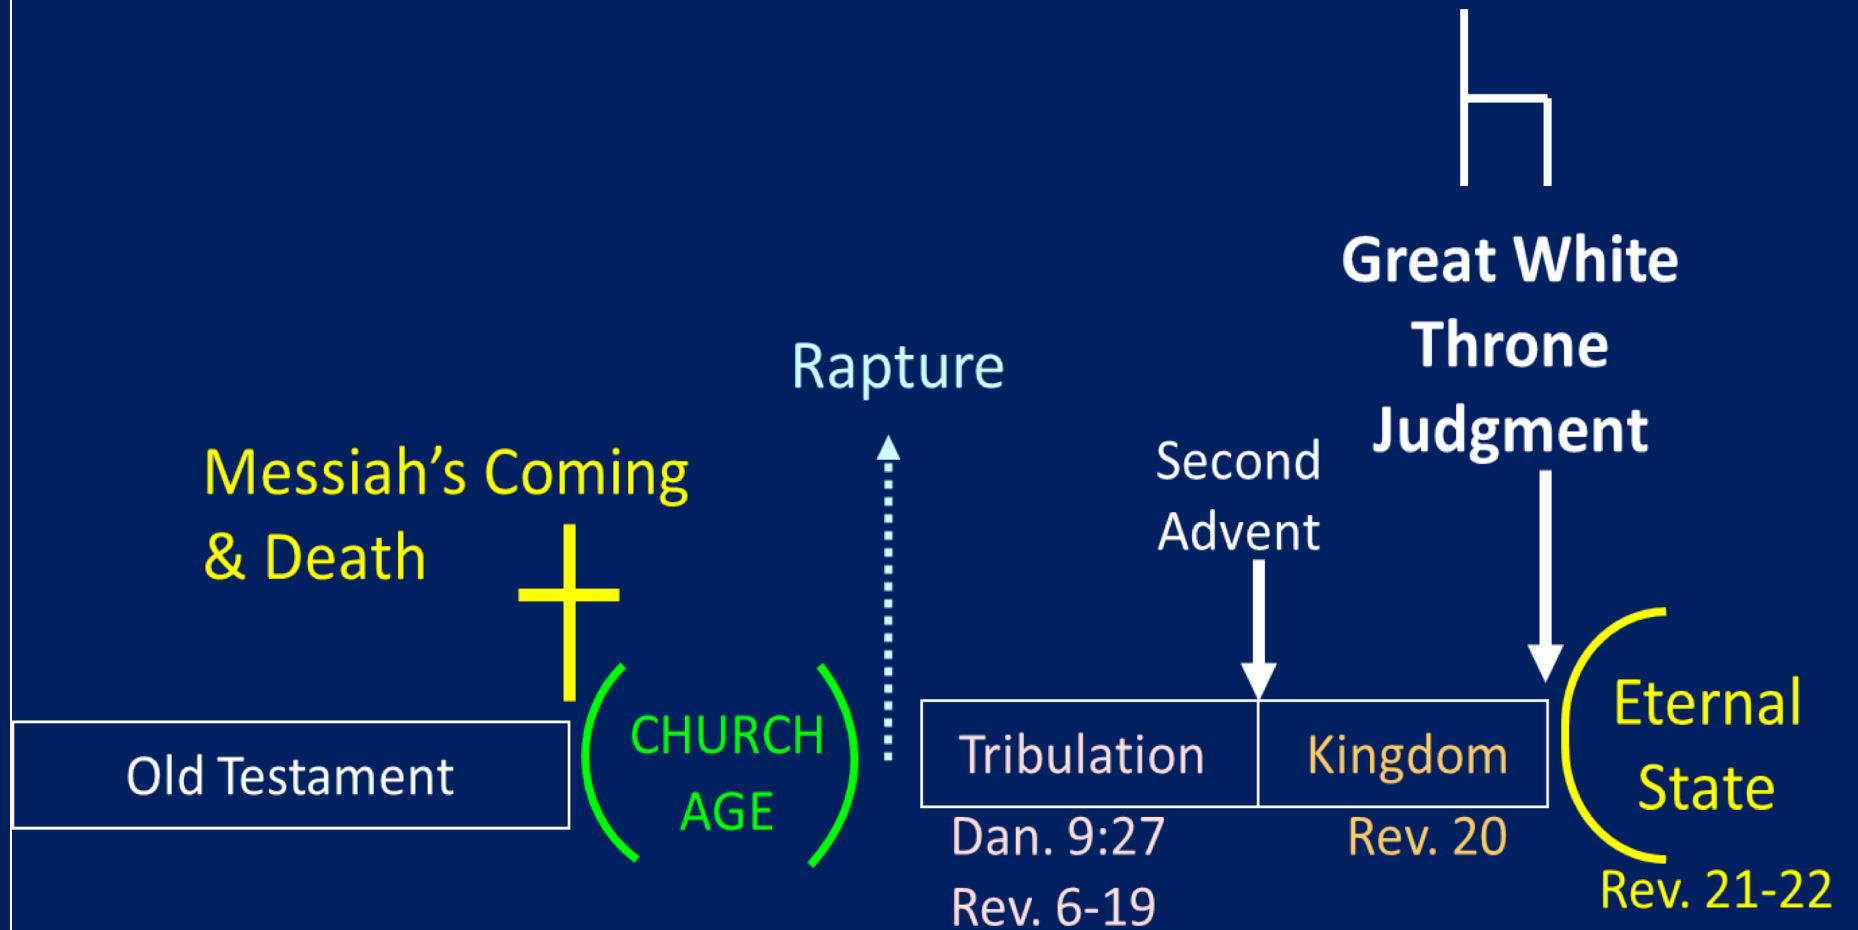 Great White
Throne
Judgment
Rapture
Messiah’s Coming
& Death
Second
Advent
Old Testament
CHURCH
AGE
Tribulation
Kingdom
Eternal
State
Dan. 9:27
Rev. 6-19
Rev. 20
Rev. 21-22